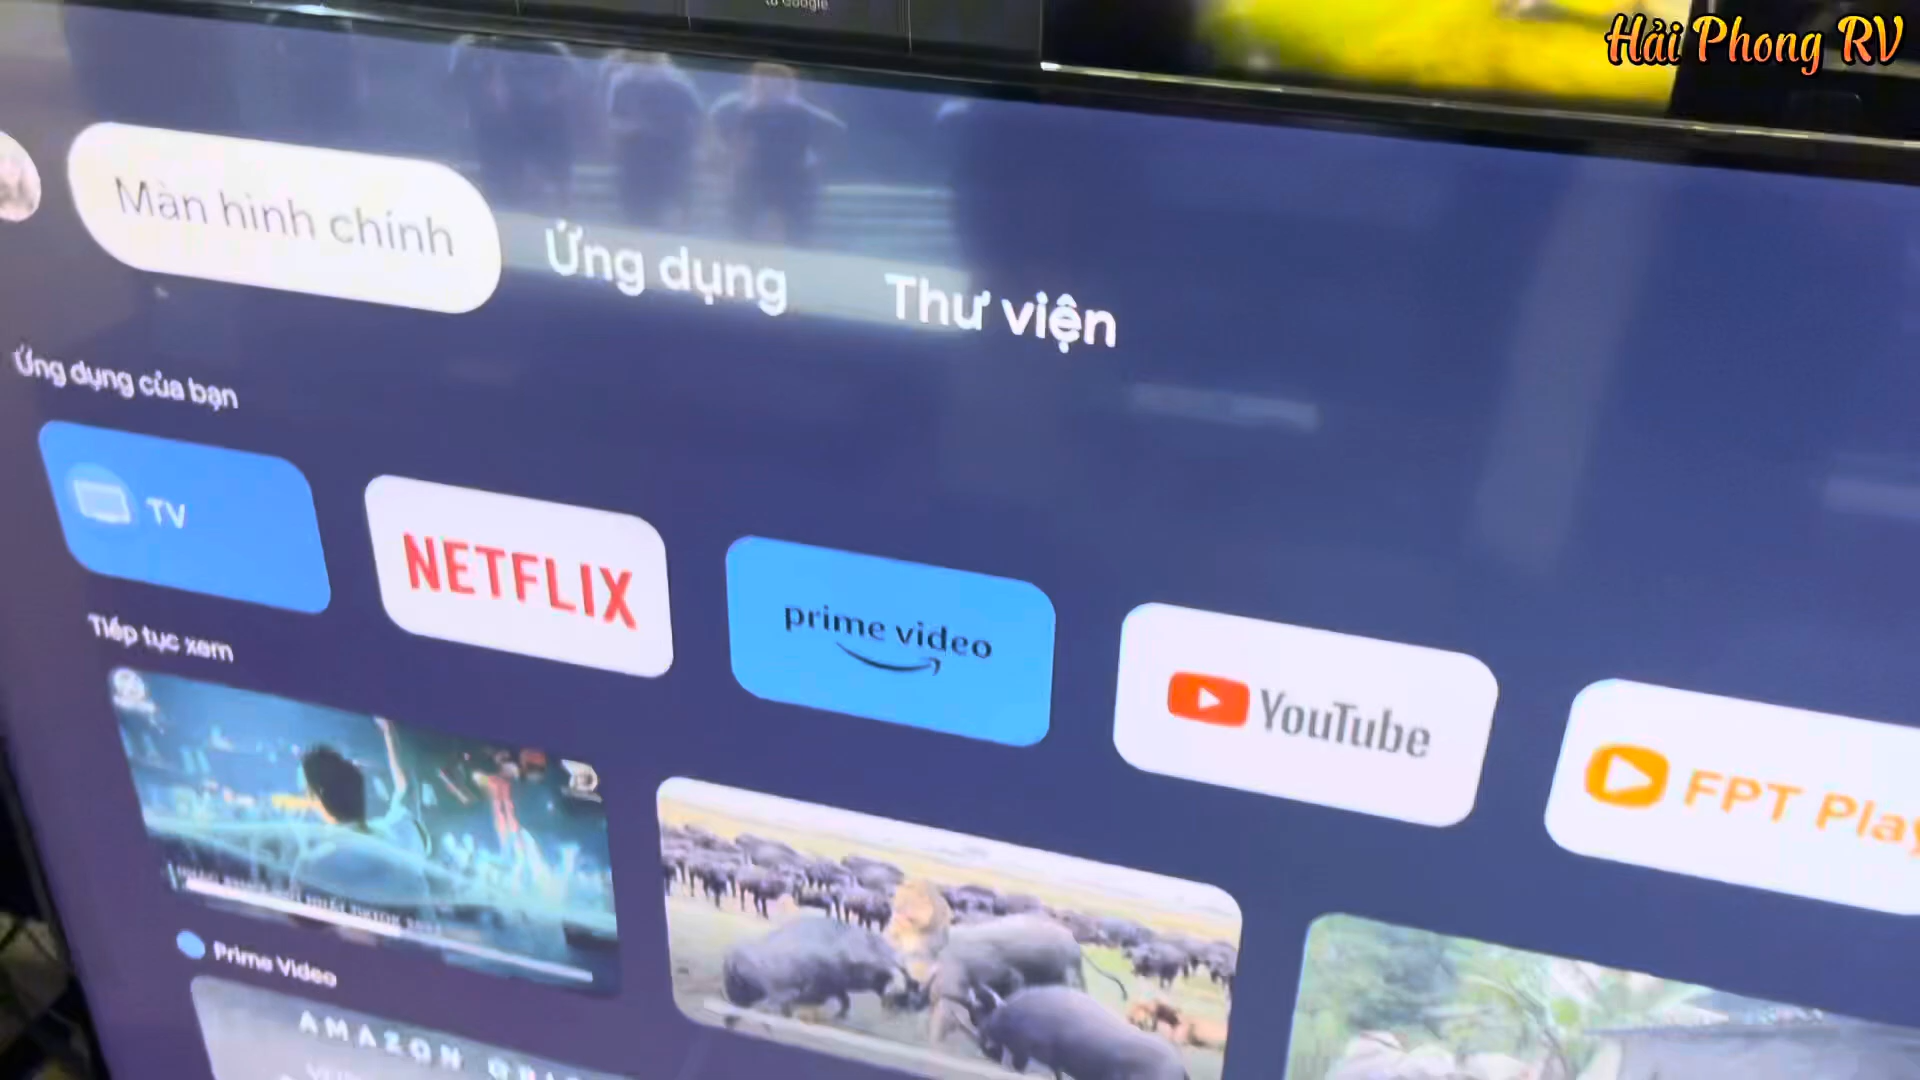 Hải Phong RV
Google
Màn hình chính
Ứng dụng
Thư viện
Ứng dụng của bạn
TV
NETFLIX
prime video
YouTube
FPT Play
Tiếp tục xem
Prime Video
AMAZON